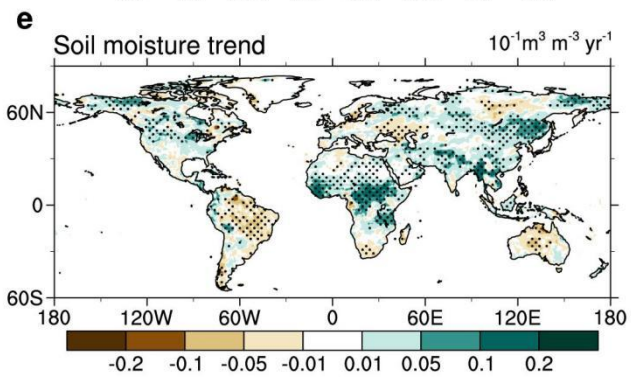 e
Soil moisture trend 10⁻¹m³ m⁻³ yr⁻¹
60N
0
60S
180 120W 60W 0 60E 120E 180
-0.2 -0.1 -0.05 -0.01 0.01 0.05 0.1 0.2